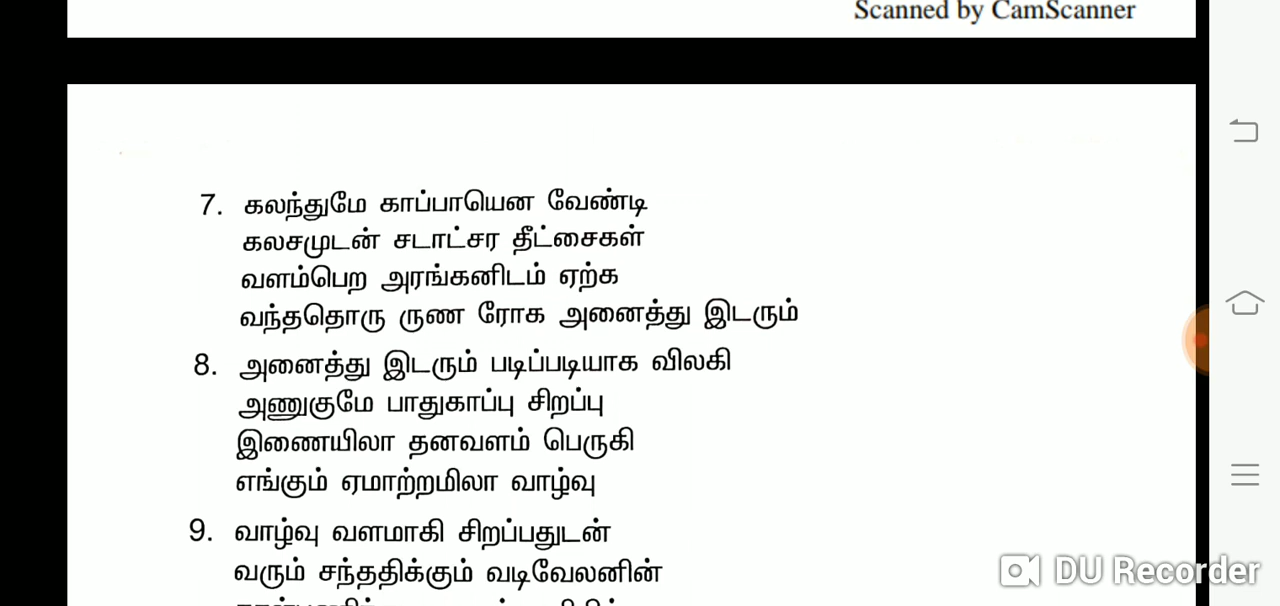 Scanned by CamScanner
7. கலந்துமே காப்பாயென வேண்டி
கலசமுடன் சடாட்சர தீட்சைகள்
வளம்பெற அரங்கனிடம் ஏற்க
வந்ததொரு ருண ரோக அனைத்து இடரும்
8. அனைத்து இடரும் படிப்படியாக விலகி
அணுகுமே பாதுகாப்பு சிறப்பு
இணையிலா தனவளம் பெருகி
எங்கும் ஏமாற்றமிலா வாழ்வு
9. வாழ்வு வளமாகி சிறப்பதுடன்
வரும் சந்ததிக்கும் வடிவேலனின்
DU Recorder